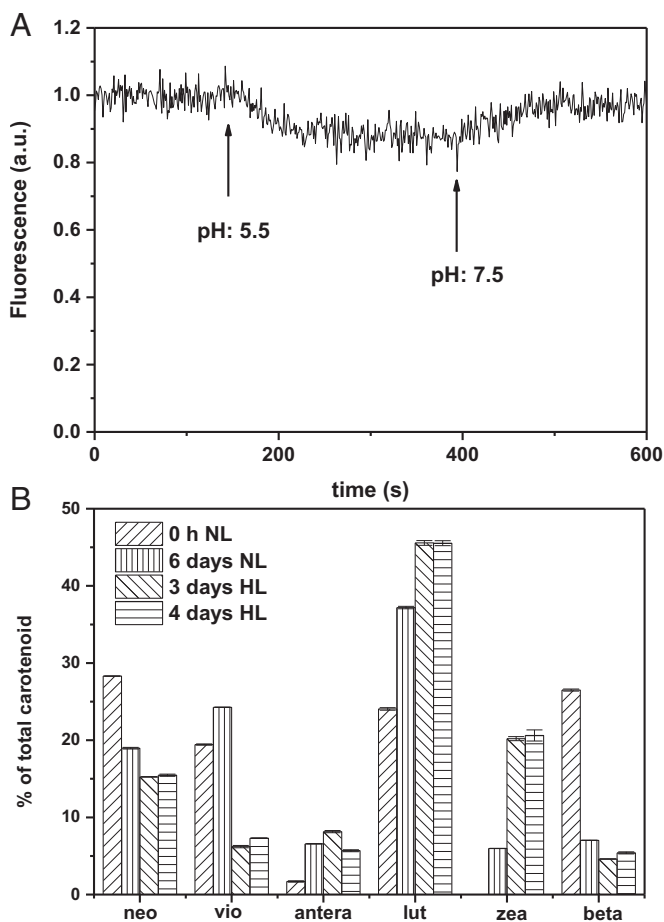 A
1.2
1.0
0.8
0.6
0.4
0.2
0.0
Fluorescence (a.u.)
pH: 5.5
pH: 7.5
0 200 400 600
time (s)
B
50
40
30
20
10
0
% of total carotenoid
0 h NL
6 days NL
3 days HL
4 days HL
neo vio antera lut zea beta